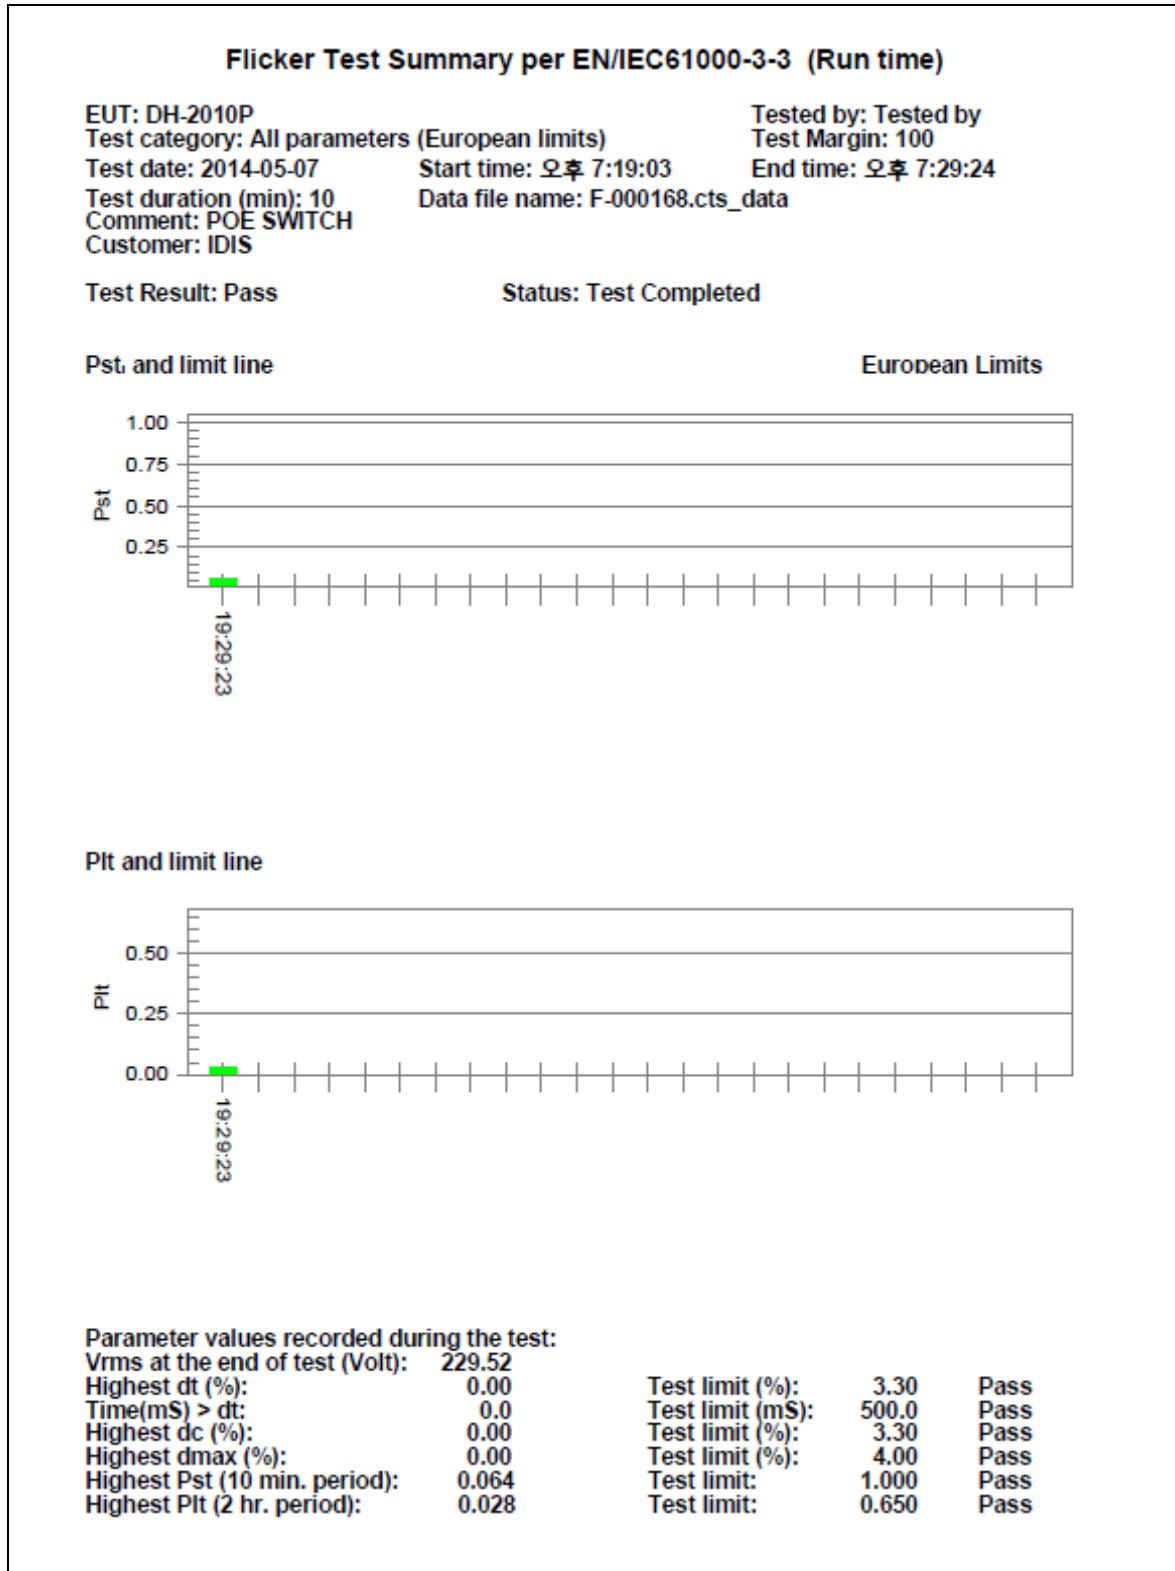 Flicker Test Summary per EN/IEC61000-3-3 (Run time)
EUT: DH-2010P Tested by: Tested by
Test category: All parameters (European limits) Test Margin: 100
Test date: 2014-05-07 Start time: 오후 7:19:03 End time: 오후 7:29:24
Test duration (min): 10 Data file name: F-000168.cts_data
Comment: POE SWITCH
Customer: IDIS
Test Result: Pass Status: Test Completed
Pstᵢ and limit line European Limits
1.00
0.75
0.50
0.25
Pst
19:29:23
Plt and limit line
0.50
0.25
0.00
Plt
19:29:23
Parameter values recorded during the test:
Vrms at the end of test (Volt): 229.52
Highest dt (%): 0.00 Test limit (%): 3.30 Pass
Time(mS) > dt: 0.0 Test limit (mS): 500.0 Pass
Highest dc (%): 0.00 Test limit (%): 3.30 Pass
Highest dmax (%): 0.00 Test limit (%): 4.00 Pass
Highest Pst (10 min. period): 0.064 Test limit: 1.000 Pass
Highest Plt (2 hr. period): 0.028 Test limit: 0.650 Pass